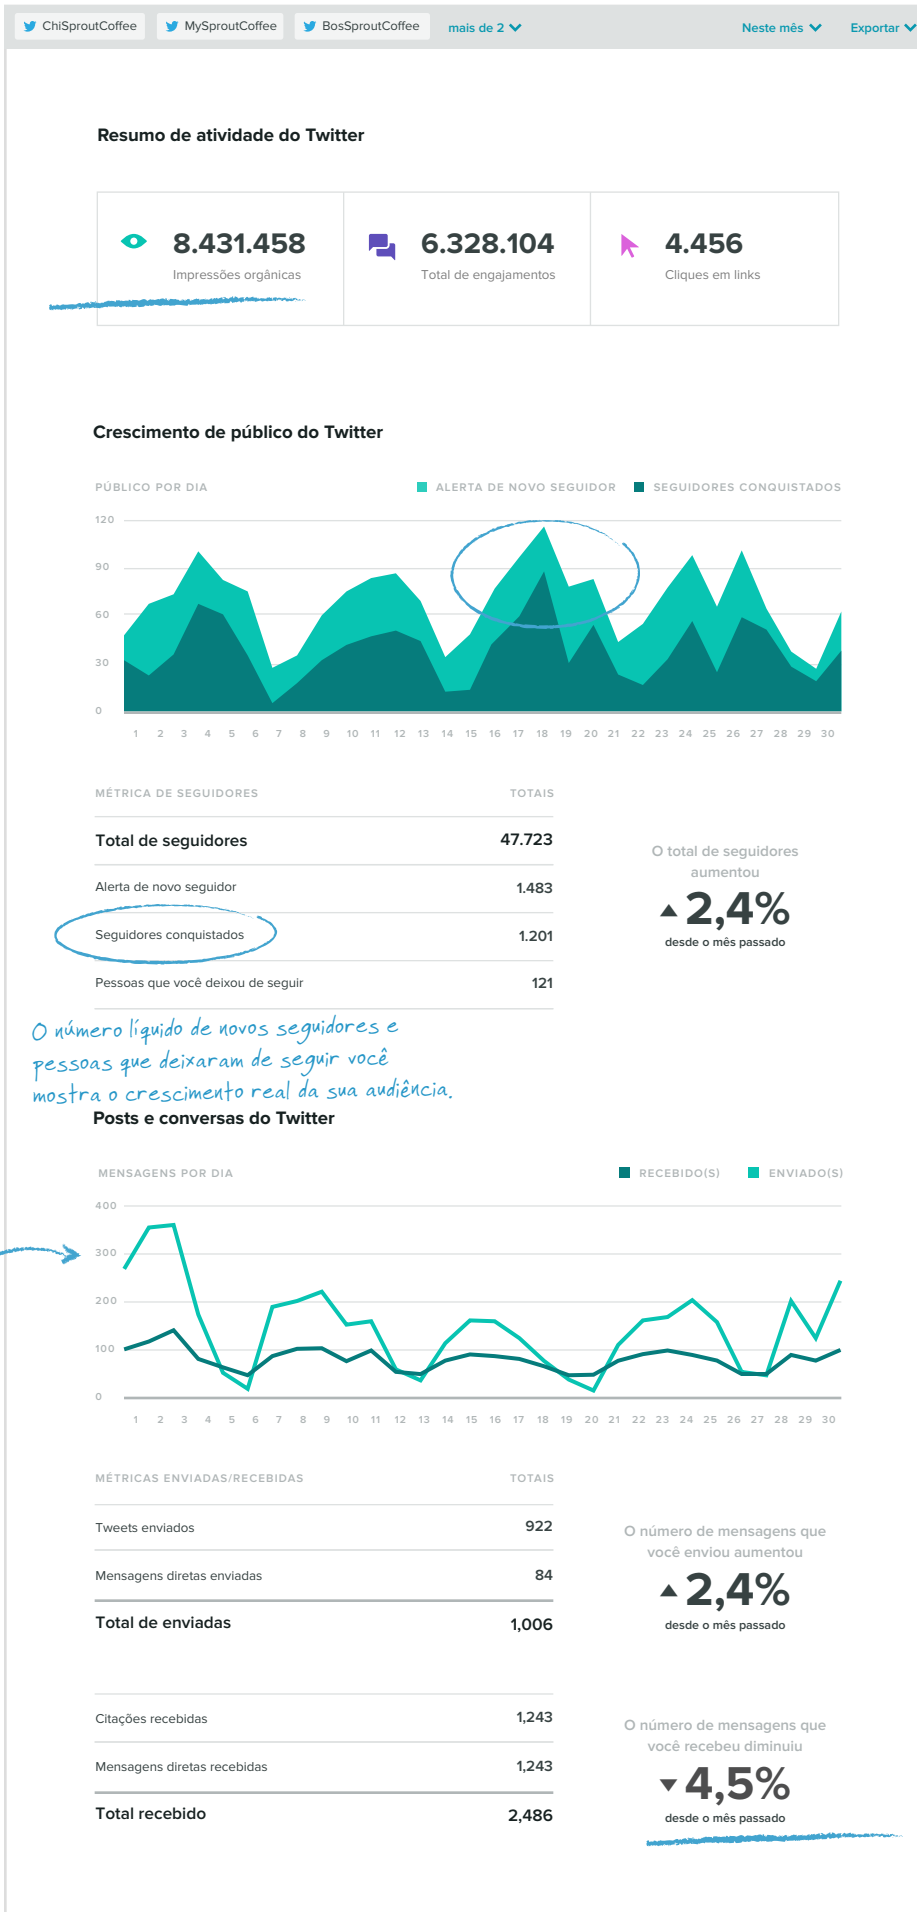 ChiSproutCoffee MySproutCoffee BosSproutCoffee mais de 2 Neste mês Exportar
Resumo de atividade do Twitter
8.431.458 6.328.104 4.456
Impressões orgânicas Total de engajamentos Cliques em links
Crescimento de público do Twitter
PÚBLICO POR DIA ALERTA DE NOVO SEGUIDOR SEGUIDORES CONQUISTADOS
120
90
60
30
0
1 2 3 4 5 6 7 8 9 10 11 12 13 14 15 16 17 18 19 20 21 22 23 24 25 26 27 28 29 30
MÉTRICA DE SEGUIDORES TOTAIS
Total de seguidores 47.723
Alerta de novo seguidor 1.483
Seguidores conquistados 1.201
Pessoas que você deixou de seguir 121
O total de seguidores
aumentou
2,4%
desde o mês passado
O número líquido de novos seguidores e
pessoas que deixaram de seguir você
mostra o crescimento real da sua audiência.
Posts e conversas do Twitter
MENSAGENS POR DIA RECEBIDO(S) ENVIADO(S)
400
300
200
100
0
1 2 3 4 5 6 7 8 9 10 11 12 13 14 15 16 17 18 19 20 21 22 23 24 25 26 27 28 29 30
MÉTRICAS ENVIADAS/RECEBIDAS TOTAIS
Tweets enviados 922
Mensagens diretas enviadas 84
Total de enviadas 1,006
O número de mensagens que
você enviou aumentou
2,4%
desde o mês passado
Citações recebidas 1,243
Mensagens diretas recebidas 1,243
Total recebido 2,486
O número de mensagens que
você recebeu diminuiu
4,5%
desde o mês passado